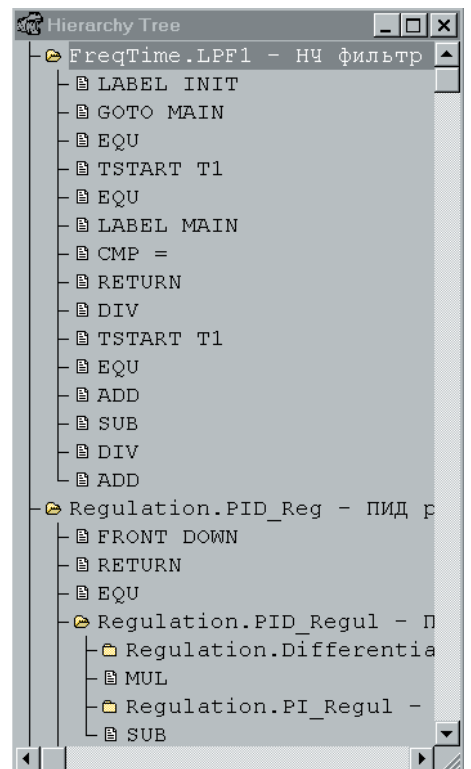 Hierarchy Tree
FreqTime.LPF1 - НЧ фильтр
LABEL INIT
GOTO MAIN
EQU
TSTART T1
EQU
LABEL MAIN
CMP =
RETURN
DIV
TSTART T1
EQU
ADD
SUB
DIV
ADD
Regulation.PID_Reg - ПИД р
FRONT DOWN
RETURN
EQU
Regulation.PID_Regul - П
Regulation.Differentia
MUL
Regulation.PI_Regul -
SUB